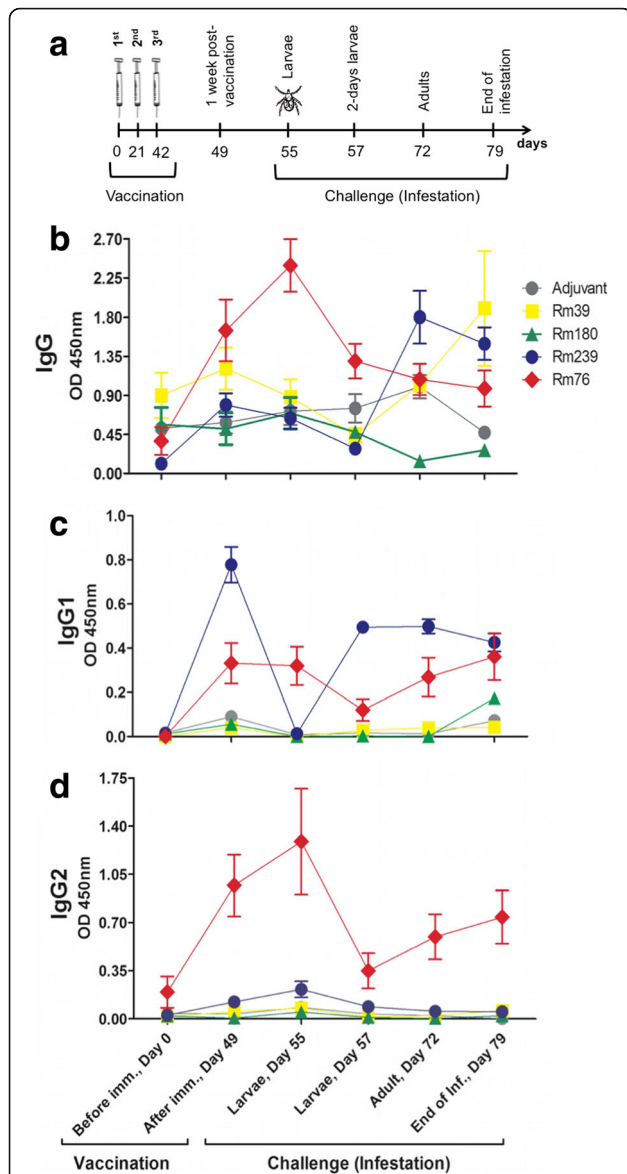 a
1st
2nd
3rd
1 week post-
vaccination
Larvae
2-days larvae
Adults
End of
infestation
days
0 21 42 49 55 57 72 79
Vaccination
Challenge (Infestation)
b
IgG
OD 450nm
2.70
2.25
1.80
1.35
0.90
0.45
0.00
Adjuvant
Rm39
Rm180
Rm239
Rm76
c
IgG1
OD 450nm
1.0
0.8
0.6
0.4
0.2
0.0
d
IgG2
OD 450nm
1.75
1.40
1.05
0.70
0.35
0.00
Before imm., Day 0
After imm., Day 49
Larvae, Day 55
Larvae, Day 57
Adult, Day 72
End of Inf., Day 79
Vaccination
Challenge (Infestation)